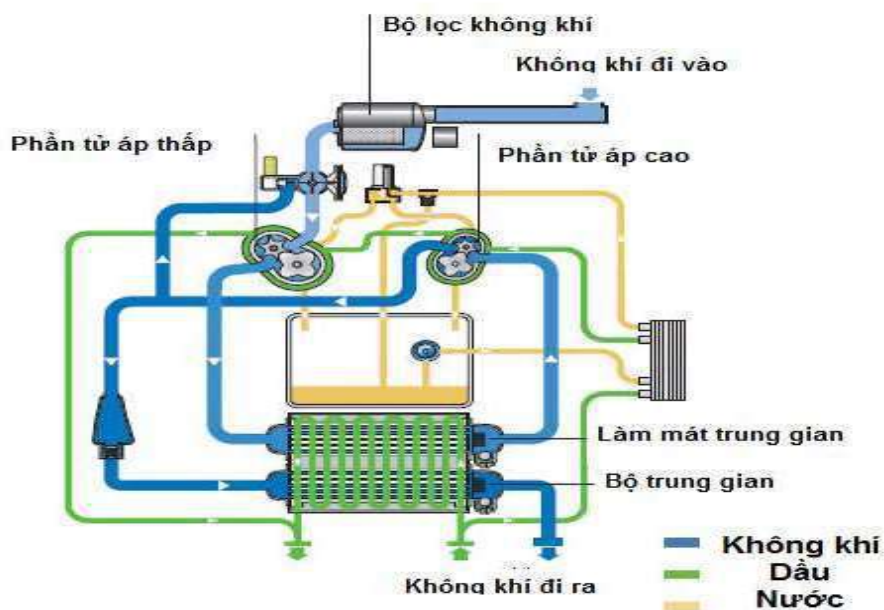 Bộ lọc không khí
Không khí đi vào
Phần tử áp thấp
Phần tử áp cao
Làm mát trung gian
Bộ trung gian
Không khí đi ra
Không khí
Dầu
Nước